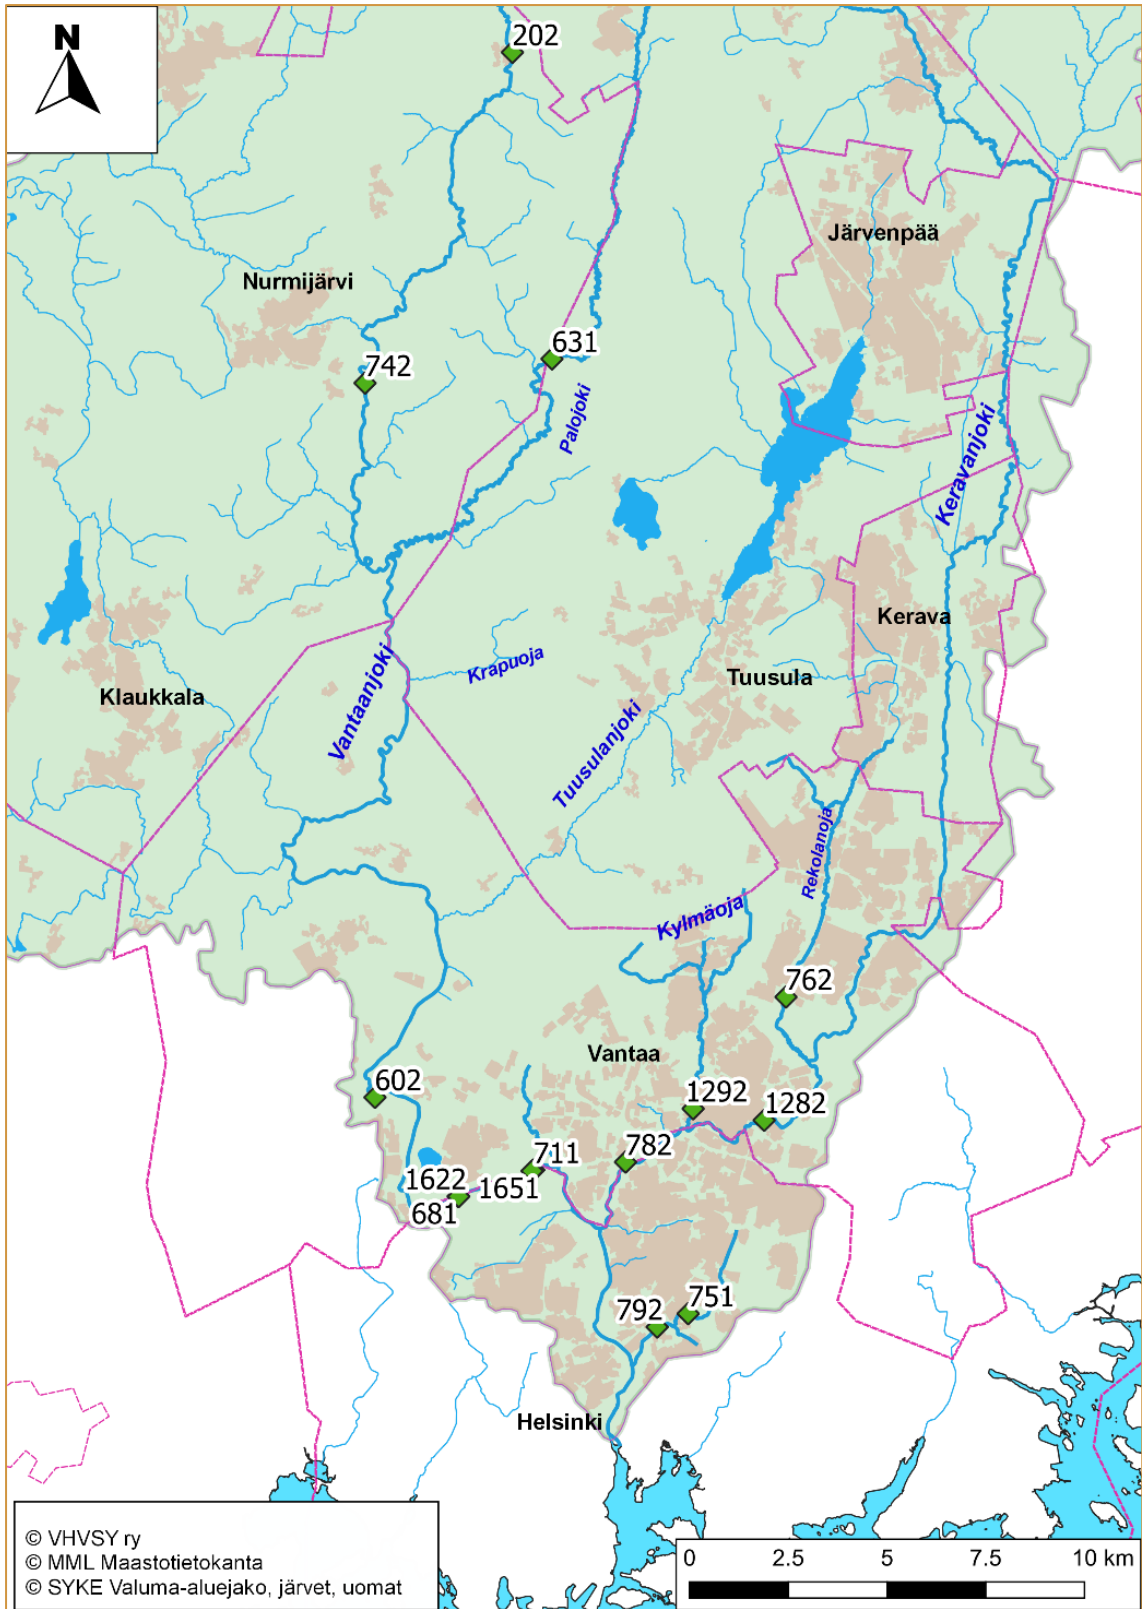 N
202
Järvenpää
Nurmijärvi
631
742
Palojoki
Keravanjoki
Kerava
Krapuoja
Tuusula
Klaukkala
Vantaanjoki
Tuusulanjoki
Rekolanoja
Kylmäoja
762
Vantaa
602
1292
1282
711
782
1622
1651
681
751
792
Helsinki
© VHVSY ry
© MML Maastotietokanta
© SYKE Valuma-aluejako, järvet, uomat
0 2.5 5 7.5 10 km